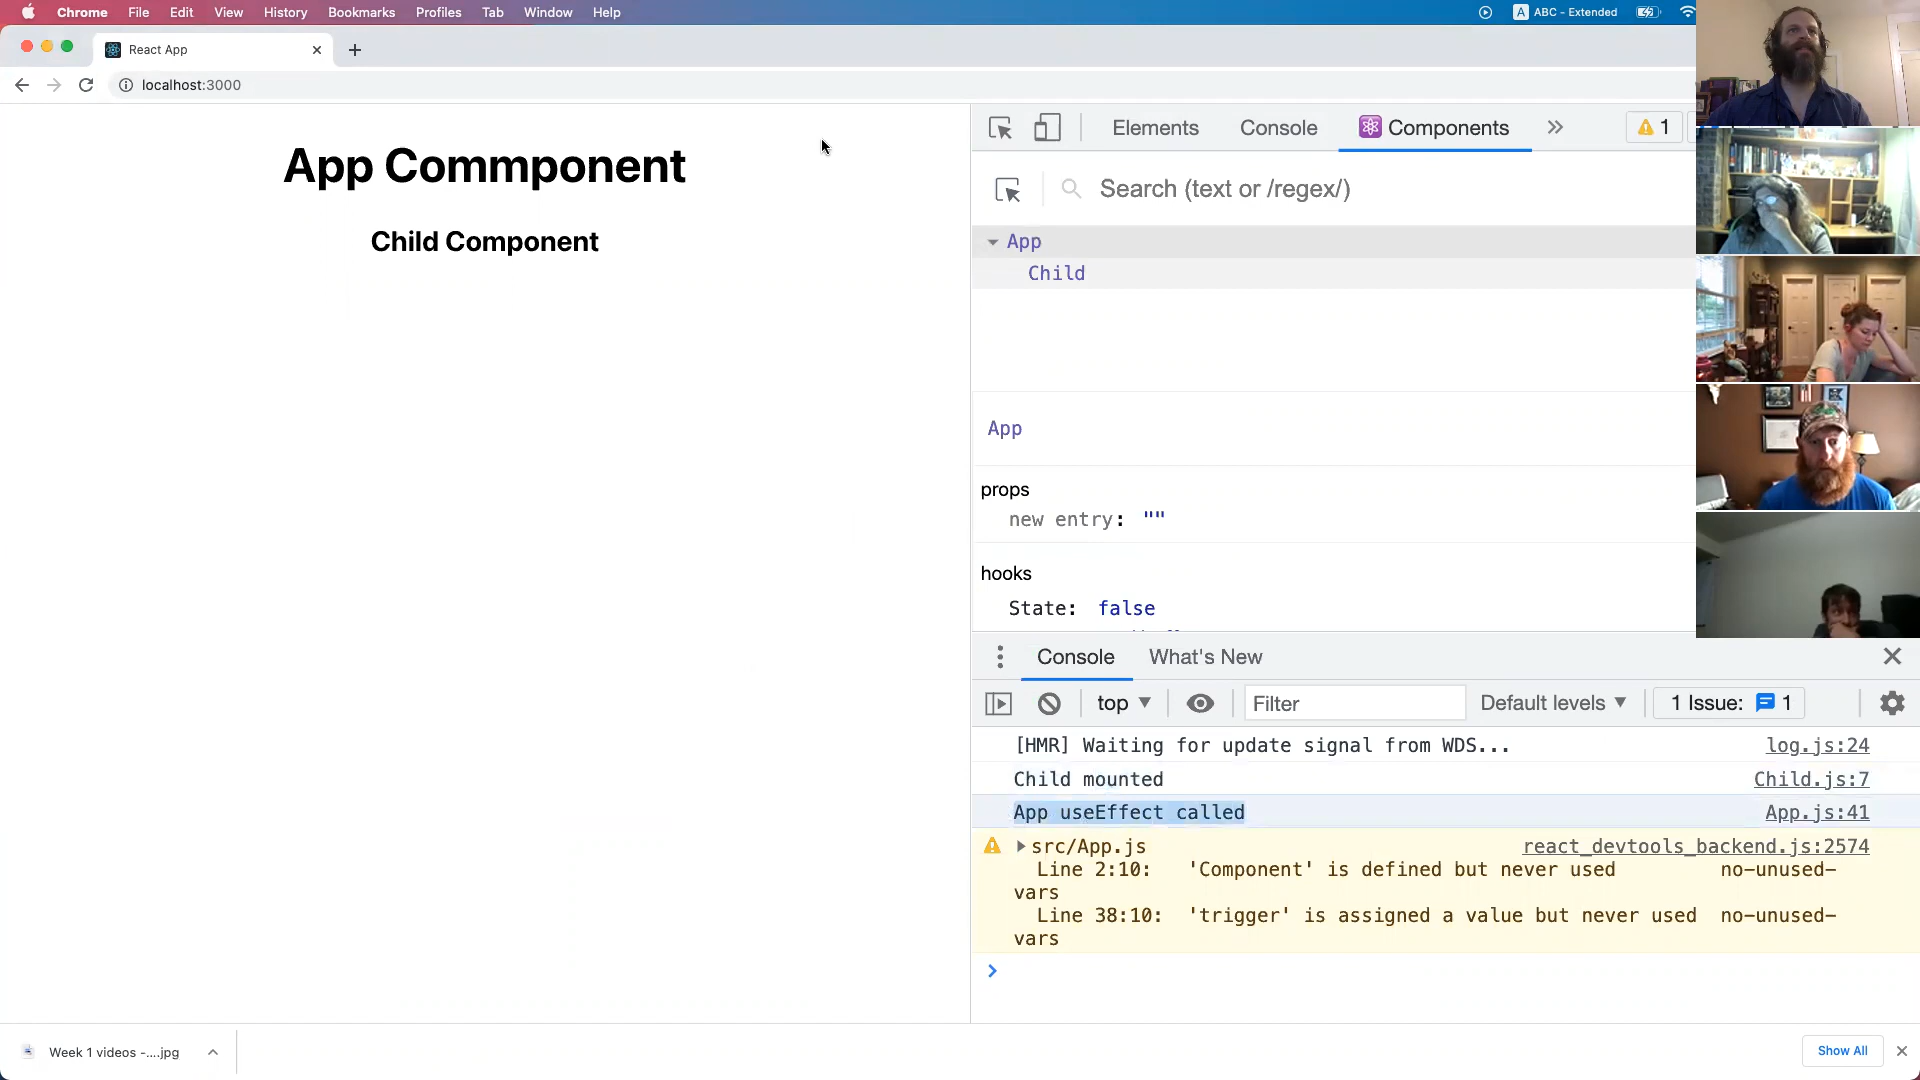 Chrome File Edit View History Bookmarks Profiles Tab Window Help A ABC - Extended
React App
localhost:3000
App Commponent
Child Component
Elements Console Components 1
Search (text or /regex/)
App
Child
App
props
new entry: ""
hooks
State: false
Console What's New
top Filter Default levels 1 Issue: 1
[HMR] Waiting for update signal from WDS... log.js:24
Child mounted Child.js:7
App useEffect called App.js:41
src/App.js react_devtools_backend.js:2574
Line 2:10: 'Component' is defined but never used no-unused-
vars
Line 38:10: 'trigger' is assigned a value but never used no-unused-
vars
Week 1 videos -....jpg Show All